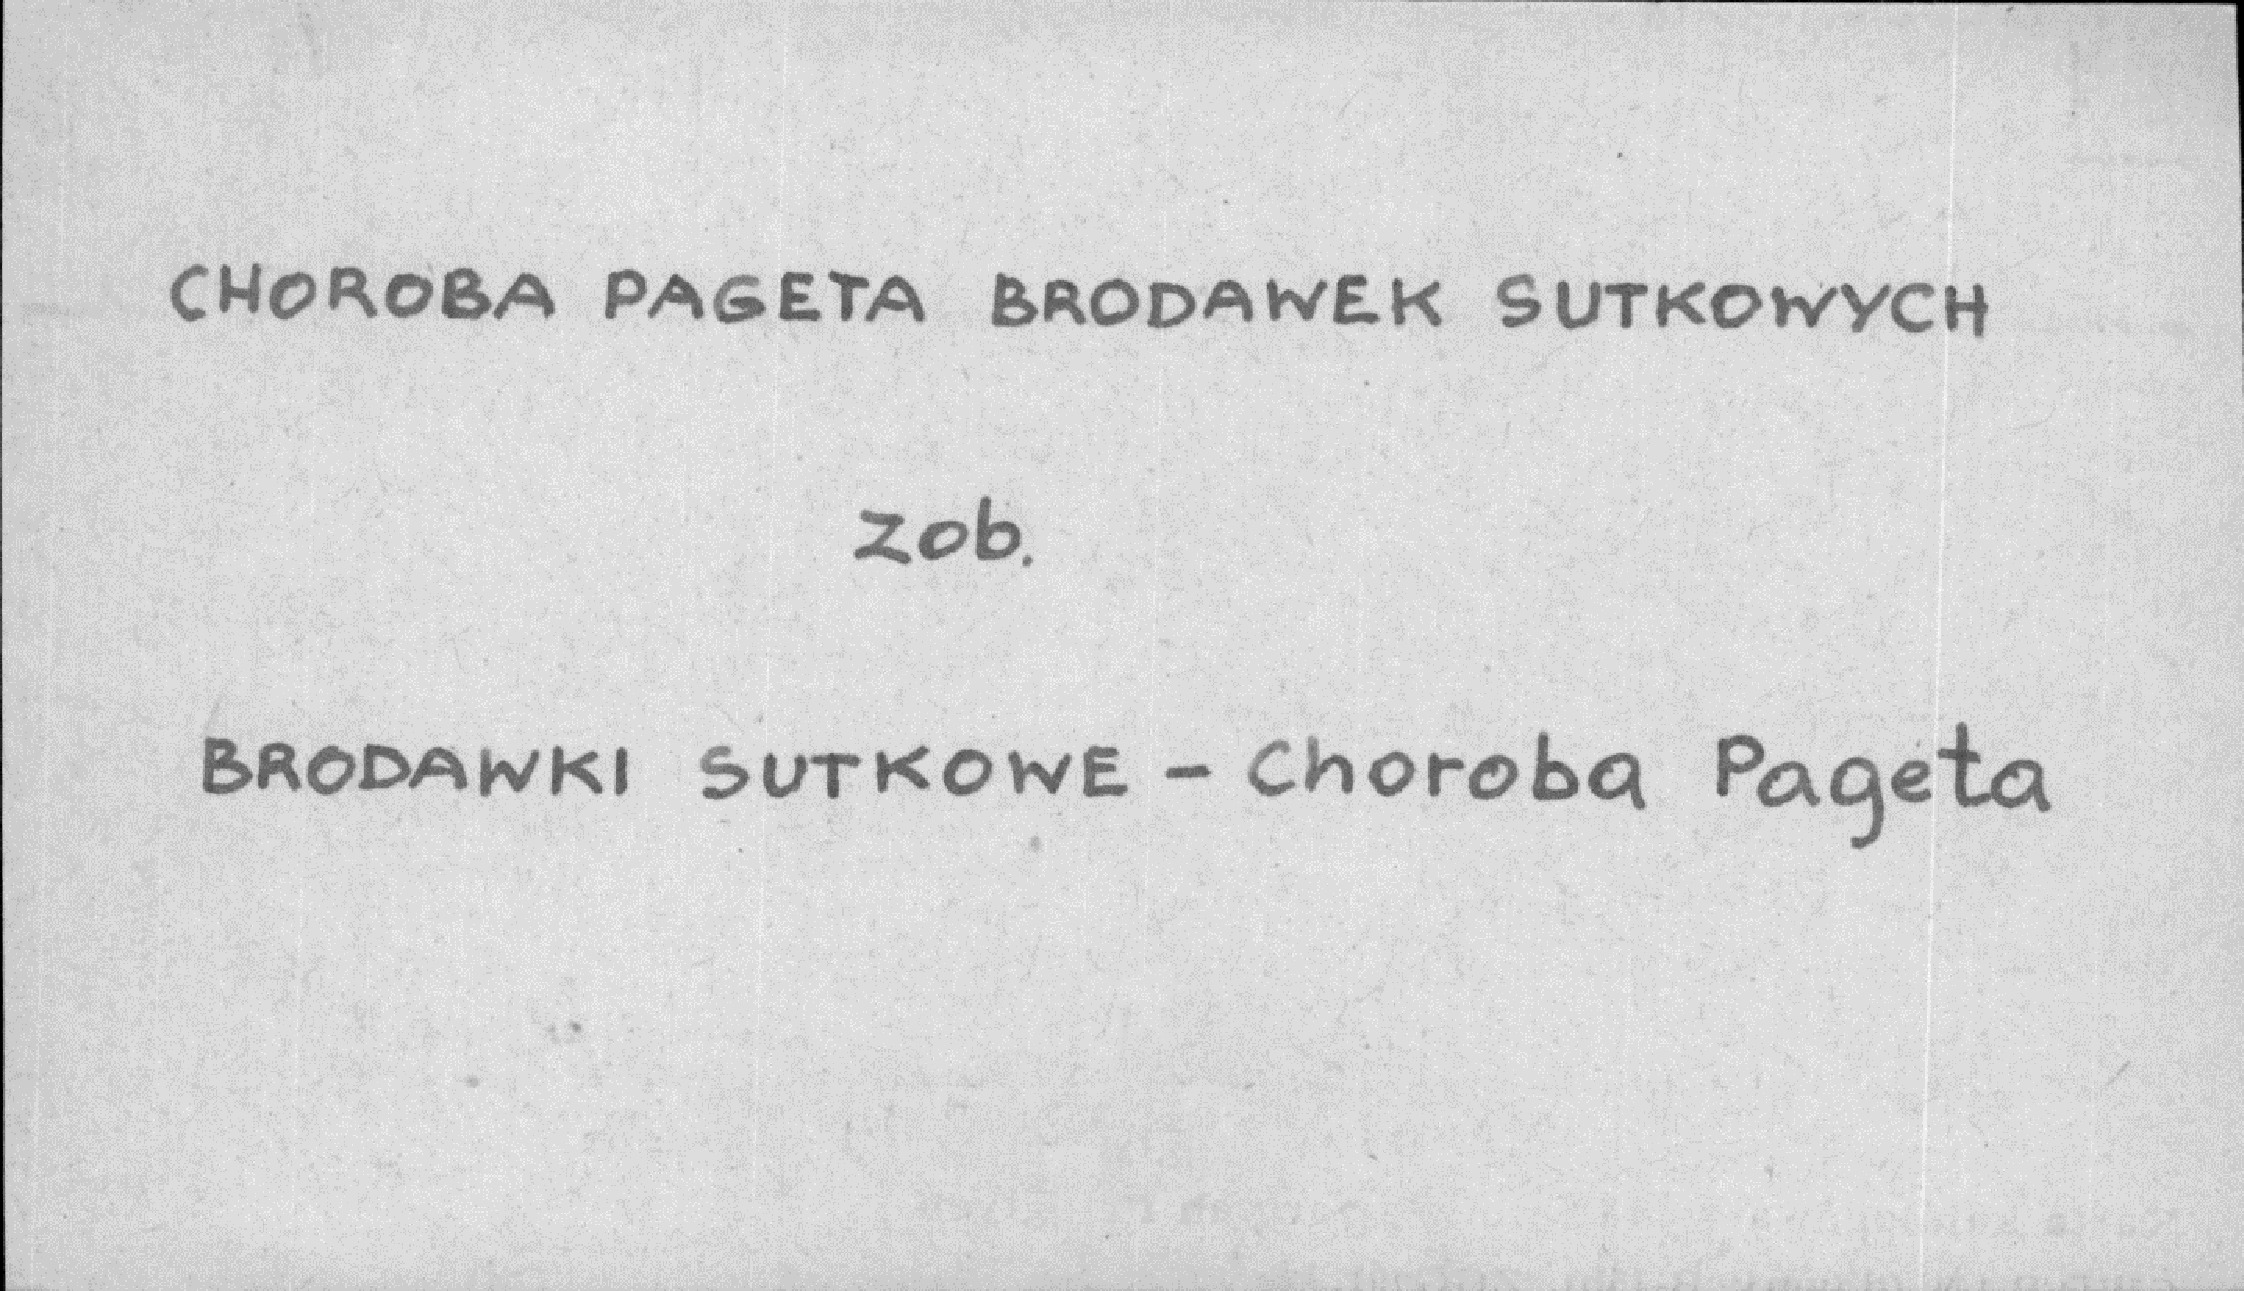 CHOROBA PAGETA BRODAWEK SUTKOWYCH
zob.
BRODAWKI SUTKOWE - Choroba Pageta